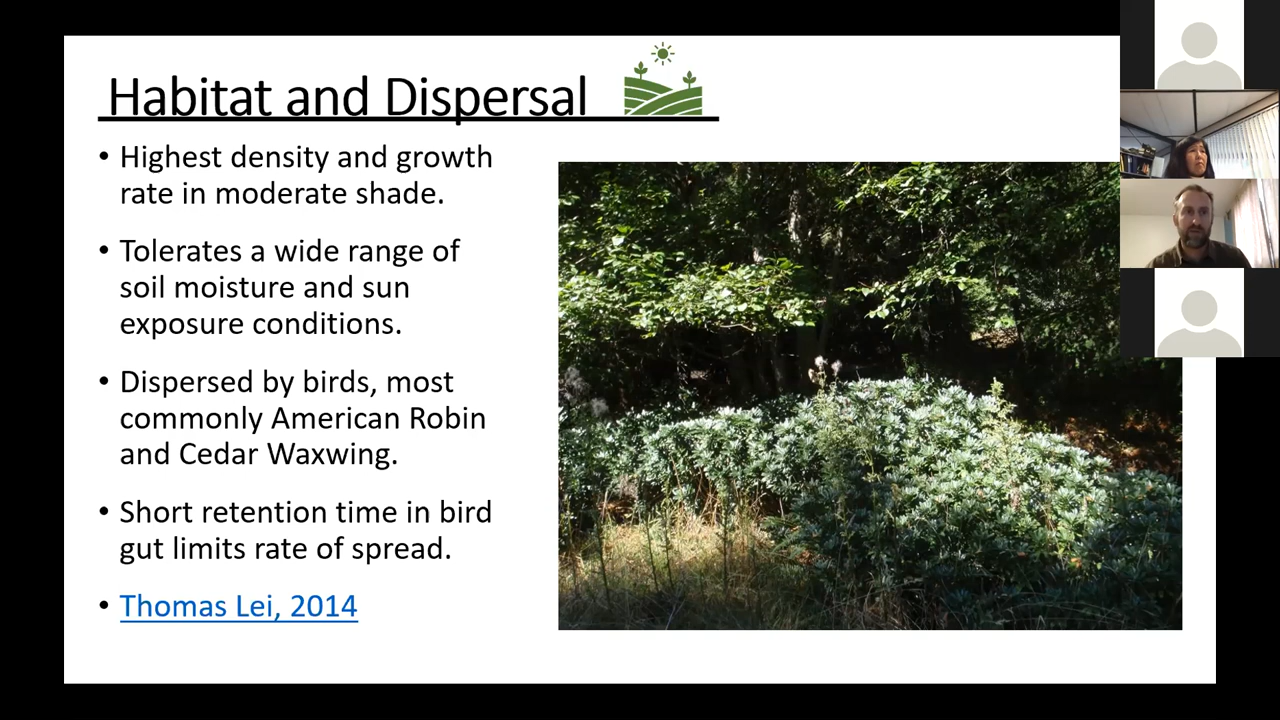 Habitat and Dispersal
• Highest density and growth
rate in moderate shade.
• Tolerates a wide range of
soil moisture and sun
exposure conditions.
• Dispersed by birds, most
commonly American Robin
and Cedar Waxwing.
• Short retention time in bird
gut limits rate of spread.
• Thomas Lei, 2014